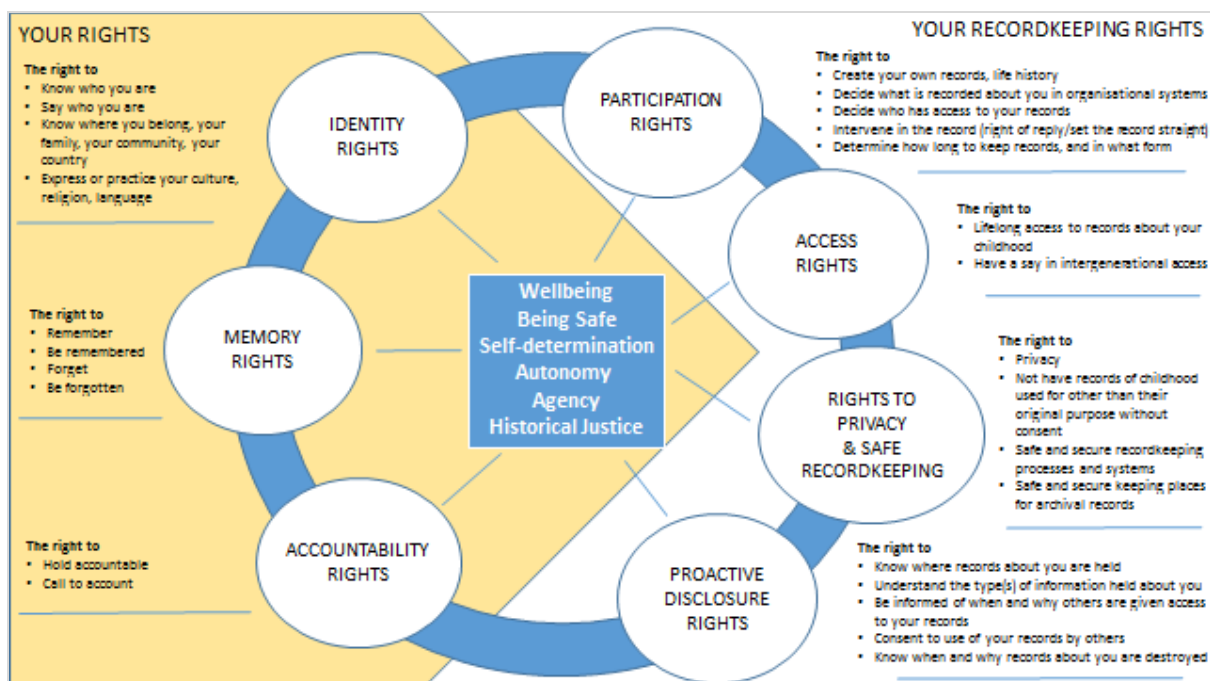 YOUR RIGHTS
The right to
• Know who you are
• Say who you are
• Know where you belong, your
family, your community, your
country
• Express or practice your culture,
religion, language
The right to
• Remember
• Be remembered
• Forget
• Be forgotten
The right to
• Hold accountable
• Call to account
IDENTITY
RIGHTS
MEMORY
RIGHTS
ACCOUNTABILITY
RIGHTS
Wellbeing
Being Safe
Self-determination
Autonomy
Agency
Historical Justice
PARTICIPATION
RIGHTS
ACCESS
RIGHTS
RIGHTS TO
PRIVACY
& SAFE
RECORDKEEPING
PROACTIVE
DISCLOSURE
RIGHTS
YOUR RECORDKEEPING RIGHTS
The right to
• Create your own records, life history
• Decide what is recorded about you in organisational systems
• Decide who has access to your records
• Intervene in the record (right of reply/set the record straight)
• Determine how long to keep records, and in what form
The right to
• Lifelong access to records about your
childhood
• Have a say in intergenerational access
The right to
• Privacy
• Not have records of childhood
used for other than their
original purpose without
consent
• Safe and secure recordkeeping
processes and systems
• Safe and secure keeping places
for archival records
The right to
• Know where records about you are held
• Understand the type(s) of information held about you
• Be informed of when and why others are given access
to your records
• Consent to use of your records by others
• Know when and why records about you are destroyed